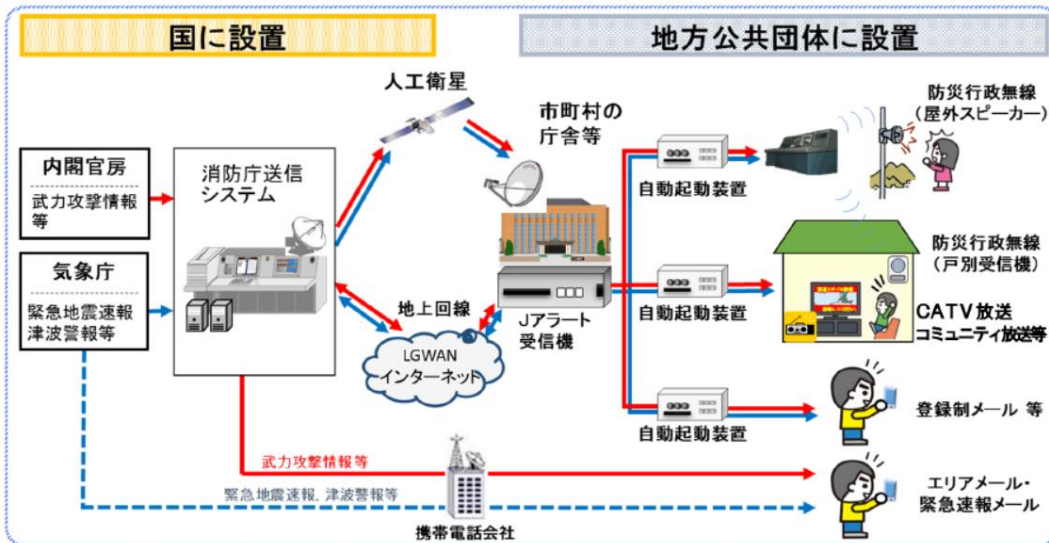 国に設置
地方公共団体に設置
人工衛星
市町村の
庁舎等
防災行政無線
(屋外スピーカー)
内閣官房
武力攻撃情報
等
消防庁送信
システム
自動起動装置
気象庁
緊急地震速報
津波警報等
防災行政無線
(戸別受信機)
地上回線
LGWAN
インターネット
Jアラート
受信機
自動起動装置
CATV放送
コミュニティ放送等
自動起動装置
登録制メール 等
武力攻撃情報等
緊急地震速報、津波警報等
携帯電話会社
エリアメール・
緊急速報メール